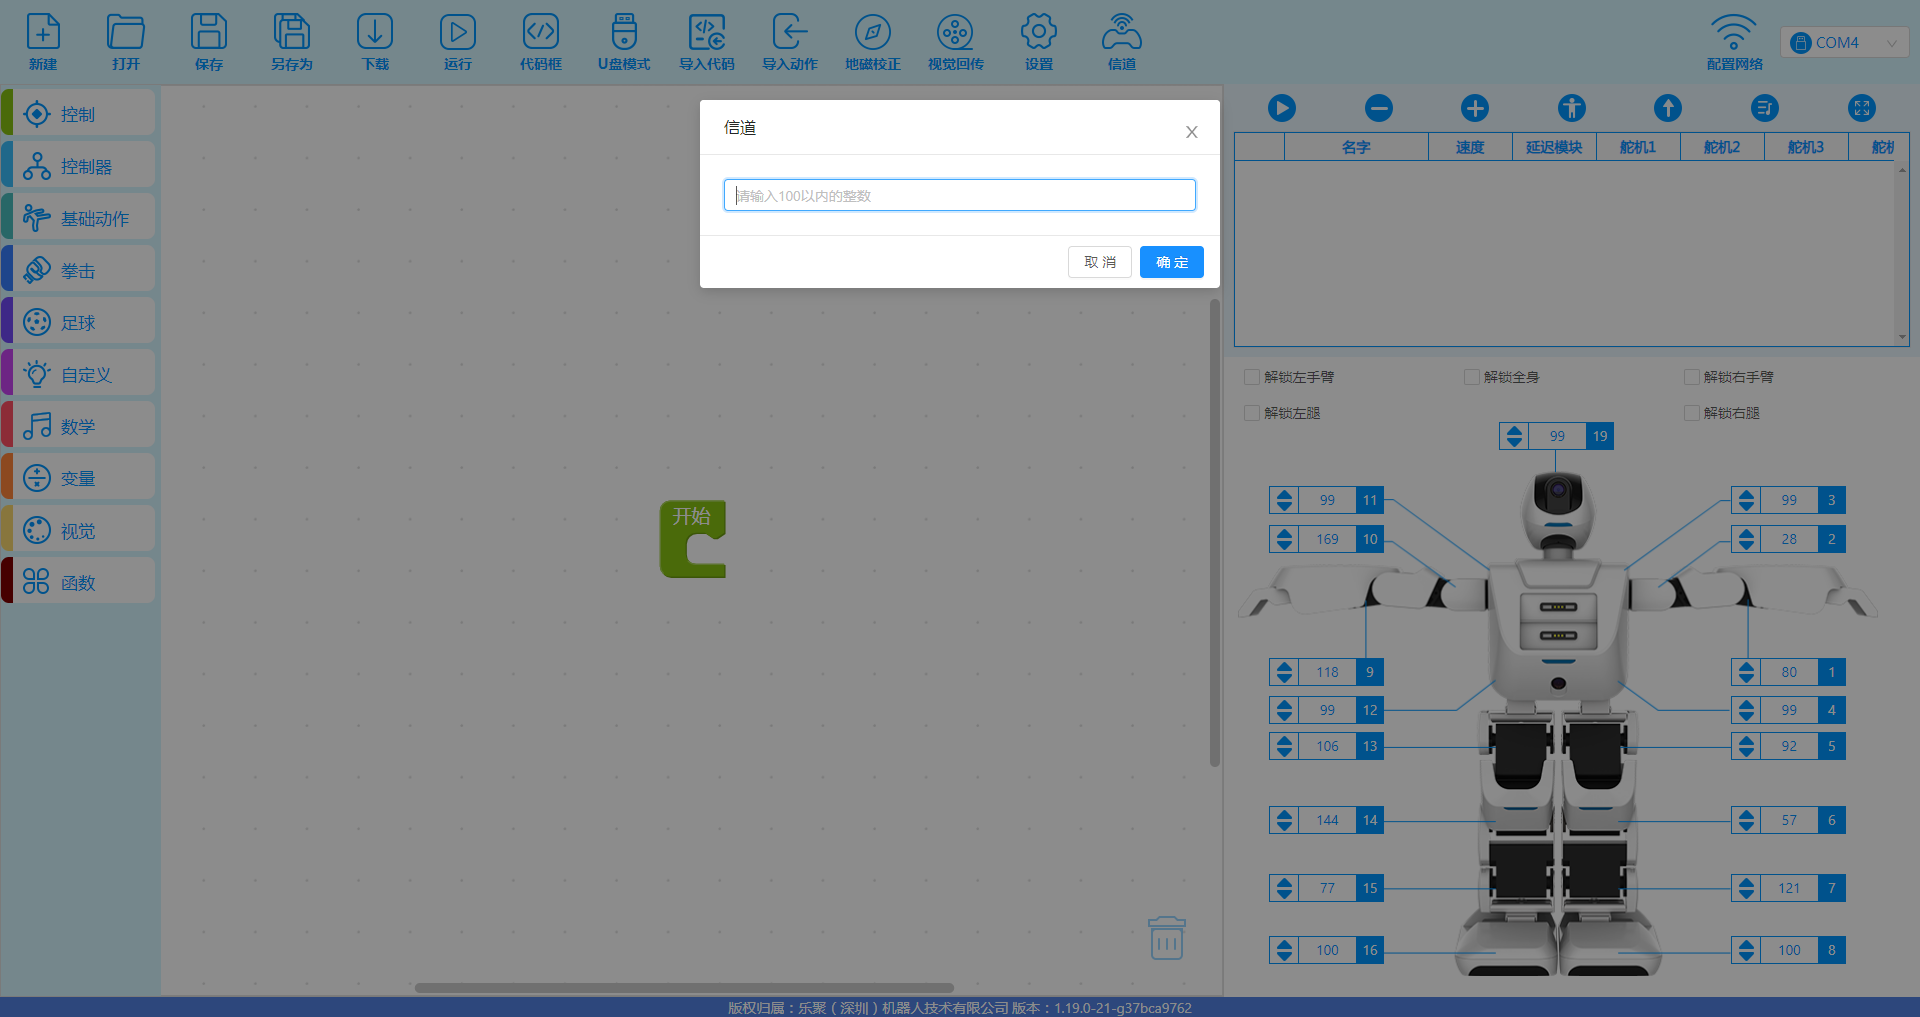 新建 打开 保存 另存为 下载 运行 代码框 U盘模式 导入代码 导入动作 地磁校正 视觉回传 设置 信道 配置网络 COM4
控制
控制器
基础动作
拳击
足球
自定义
数学
变量
视觉
函数
开始
信道
X
请输入100以内的整数
取 消 确 定
名字 速度 延迟模块 舵机1 舵机2 舵机3 舵机
解锁左手臂 解锁全身 解锁右手臂
解锁左腿 解锁右腿
99 19
99 11 99 3
169 10 28 2
118 9 80 1
99 12 99 4
106 13 92 5
144 14 57 6
77 15 121 7
100 16 100 8
版权归属：乐聚（深圳）机器人技术有限公司 版本：1.19.0-21-g37bca9762